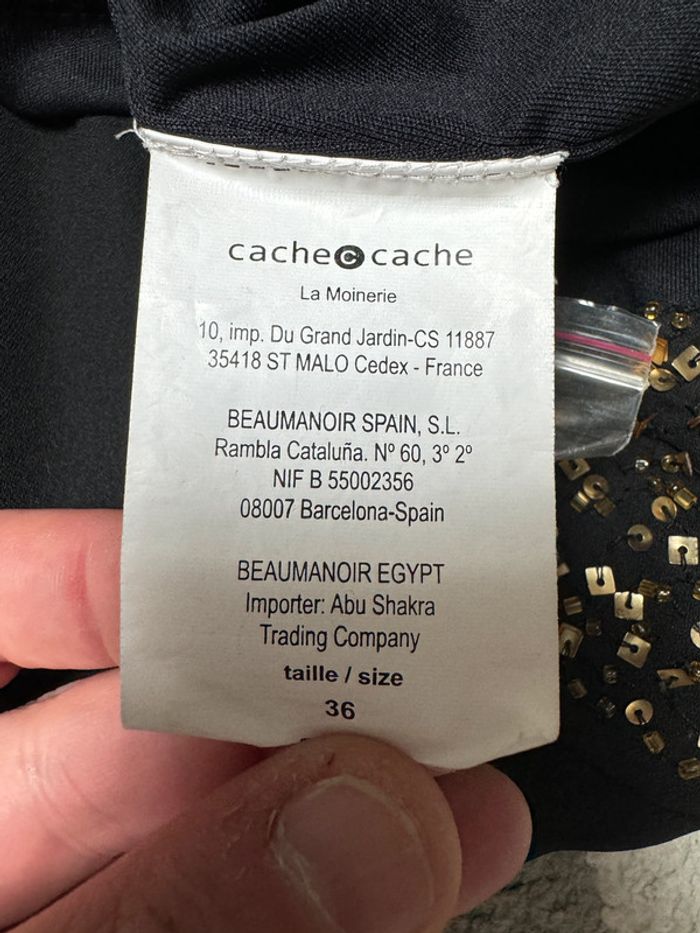 cache c cache
La Moinerie
10, imp. Du Grand Jardin-CS 11887
35418 ST MALO Cedex - France
BEAUMANOIR SPAIN, S.L.
Rambla Cataluña. Nº 60, 3º 2º
NIF B 55002356
08007 Barcelona-Spain
BEAUMANOIR EGYPT
Importer: Abu Shakra
Trading Company
taille / size
36